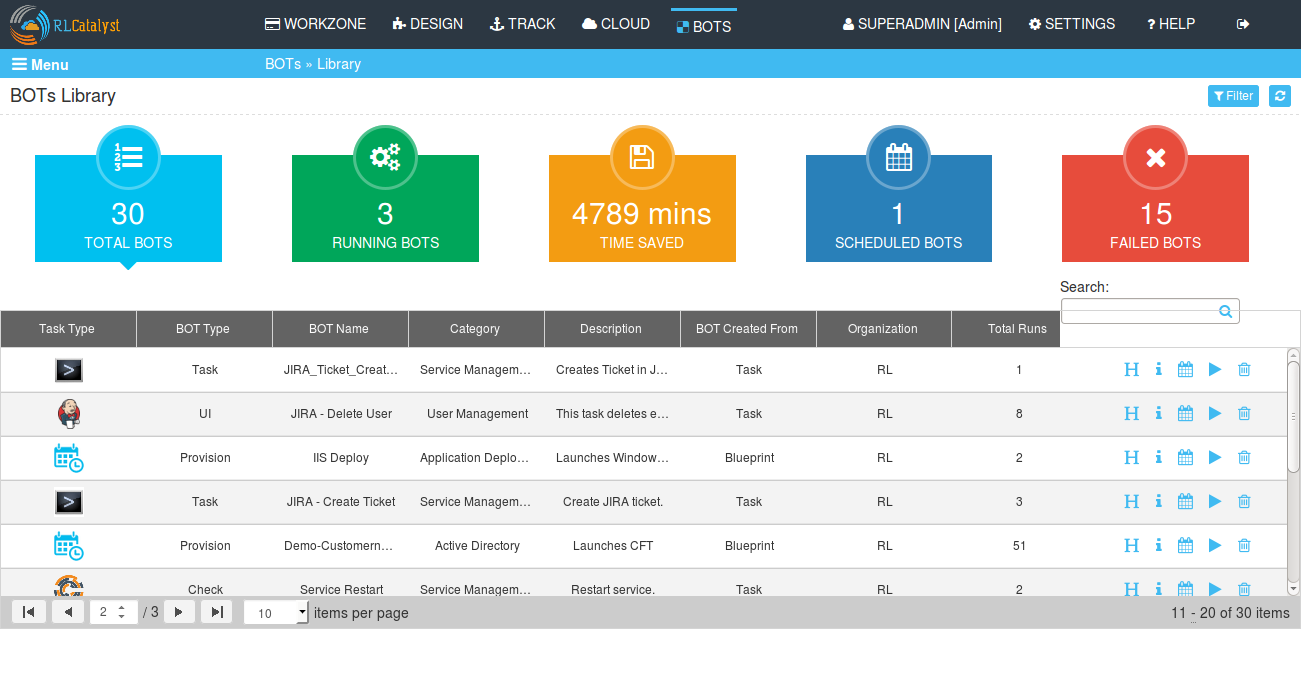 RLCatalyst WORKZONE DESIGN TRACK CLOUD BOTS SUPERADMIN [Admin] SETTINGS ? HELP
Menu BOTs » Library
BOTs Library Filter
30 3 4789 mins 1 15
TOTAL BOTS RUNNING BOTS TIME SAVED SCHEDULED BOTS FAILED BOTS
Search:
Task Type BOT Type BOT Name Category Description BOT Created From Organization Total Runs
Task JIRA_Ticket_Creat... Service Managem... Creates Ticket in J... Task RL 1 H i
UI JIRA - Delete User User Management This task deletes e... Task RL 8 H i
Provision IIS Deploy Application Deplo... Launches Window... Blueprint RL 2 H i
Task JIRA - Create Ticket Service Managem... Create JIRA ticket. Task RL 3 H i
Provision Demo-Customern... Active Directory Launches CFT Blueprint RL 51 H i
Check Service Restart Service Managem... Restart service. Task RL 2 H i
2 / 3 10 items per page 11 - 20 of 30 items